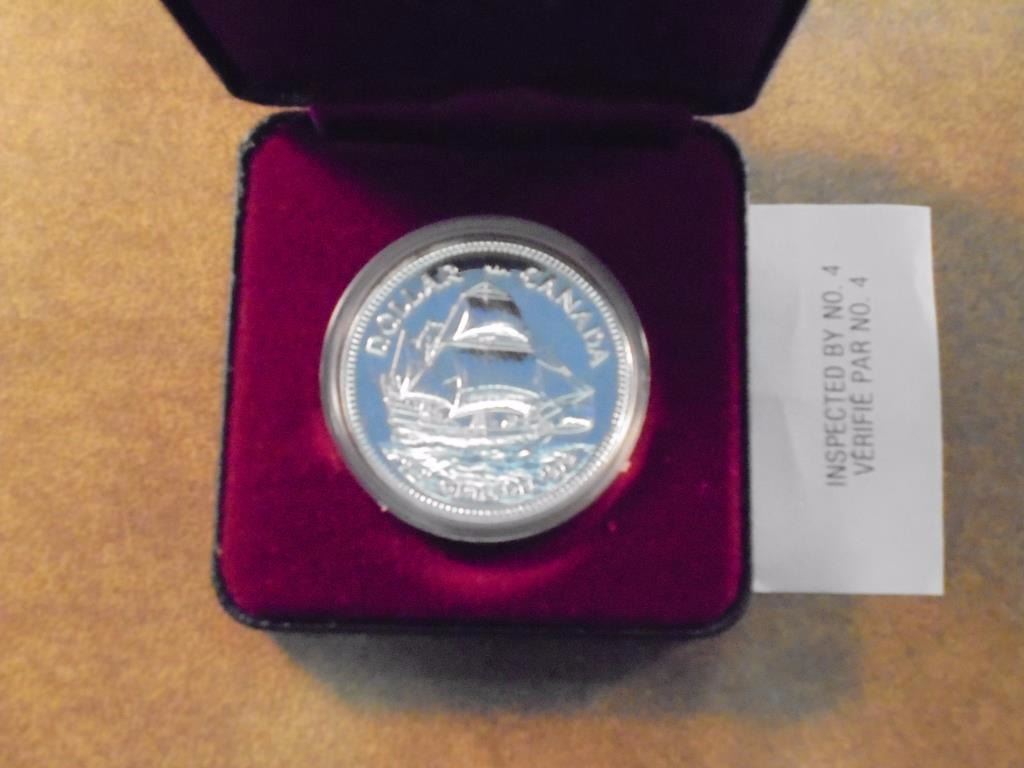 DOLLAR CANADA
INSPECTED BY NO. 4
VÉRIFIÉ PAR NO. 4